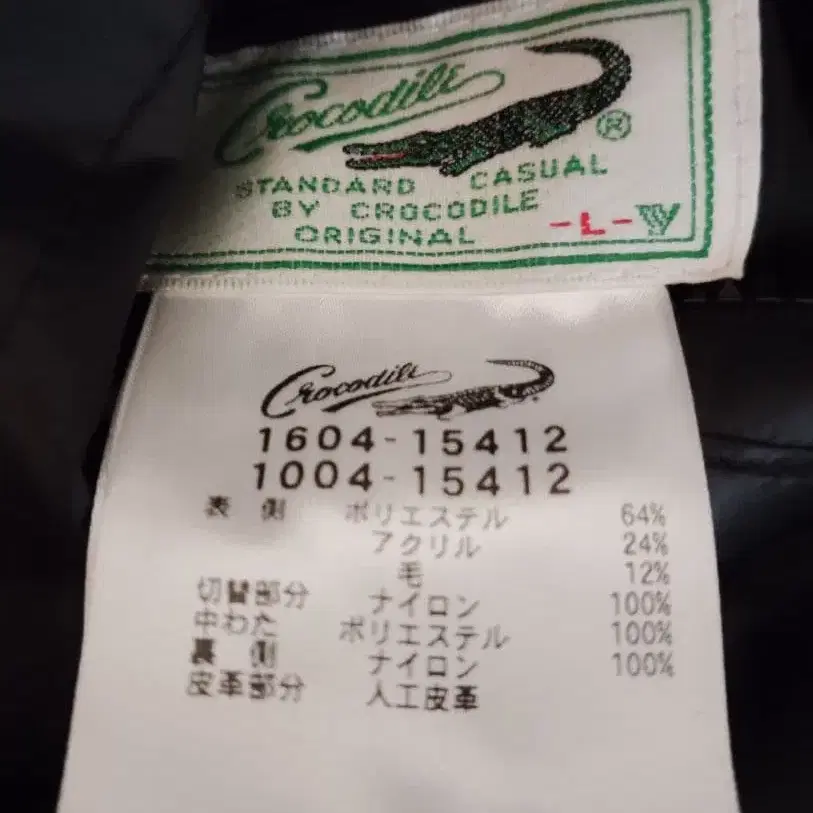 Crocodile ®
STANDARD CASUAL
BY CROCODILE
ORIGINAL -L-
Crocodile
1604-15412
1004-15412
表側 ポリエステル 64%
アクリル 24%
毛 12%
切替部分 ナイロン 100%
中わた ポリエステル 100%
裏側 ナイロン 100%
皮革部分 人工皮革